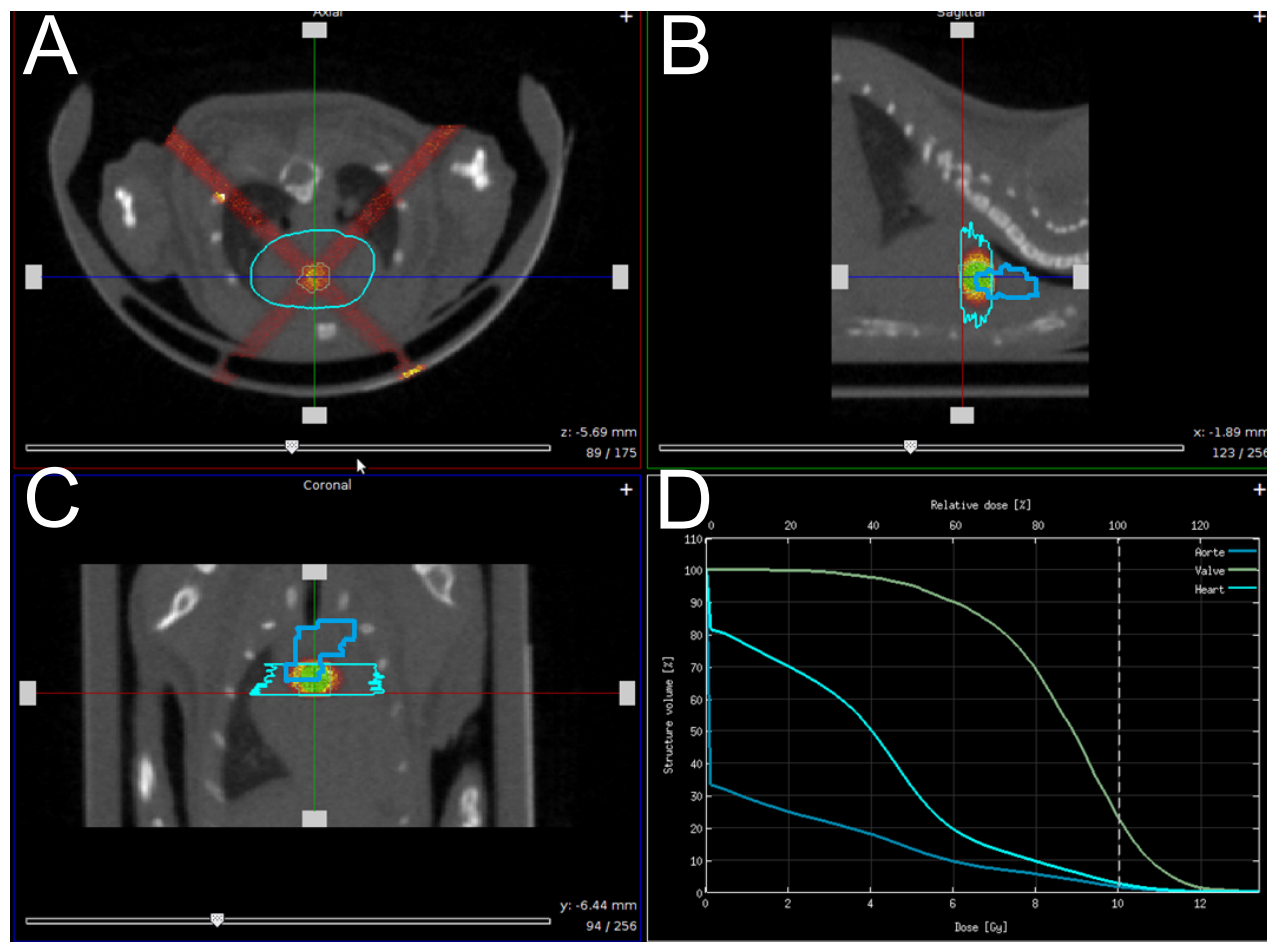 A
Axial
+
z: -5.69 mm
89 / 175
B
Sagittal
+
x: -1.89 mm
123 / 256
C
Coronal
+
y: -6.44 mm
94 / 256
D
+
Relative dose [%]
0 20 40 60 80 100 120
110
100
90
80
70
60
50
40
30
20
10
0
Structure volume [%]
Aorte
Valve
Heart
0 2 4 6 8 10 12
Dose [Gy]